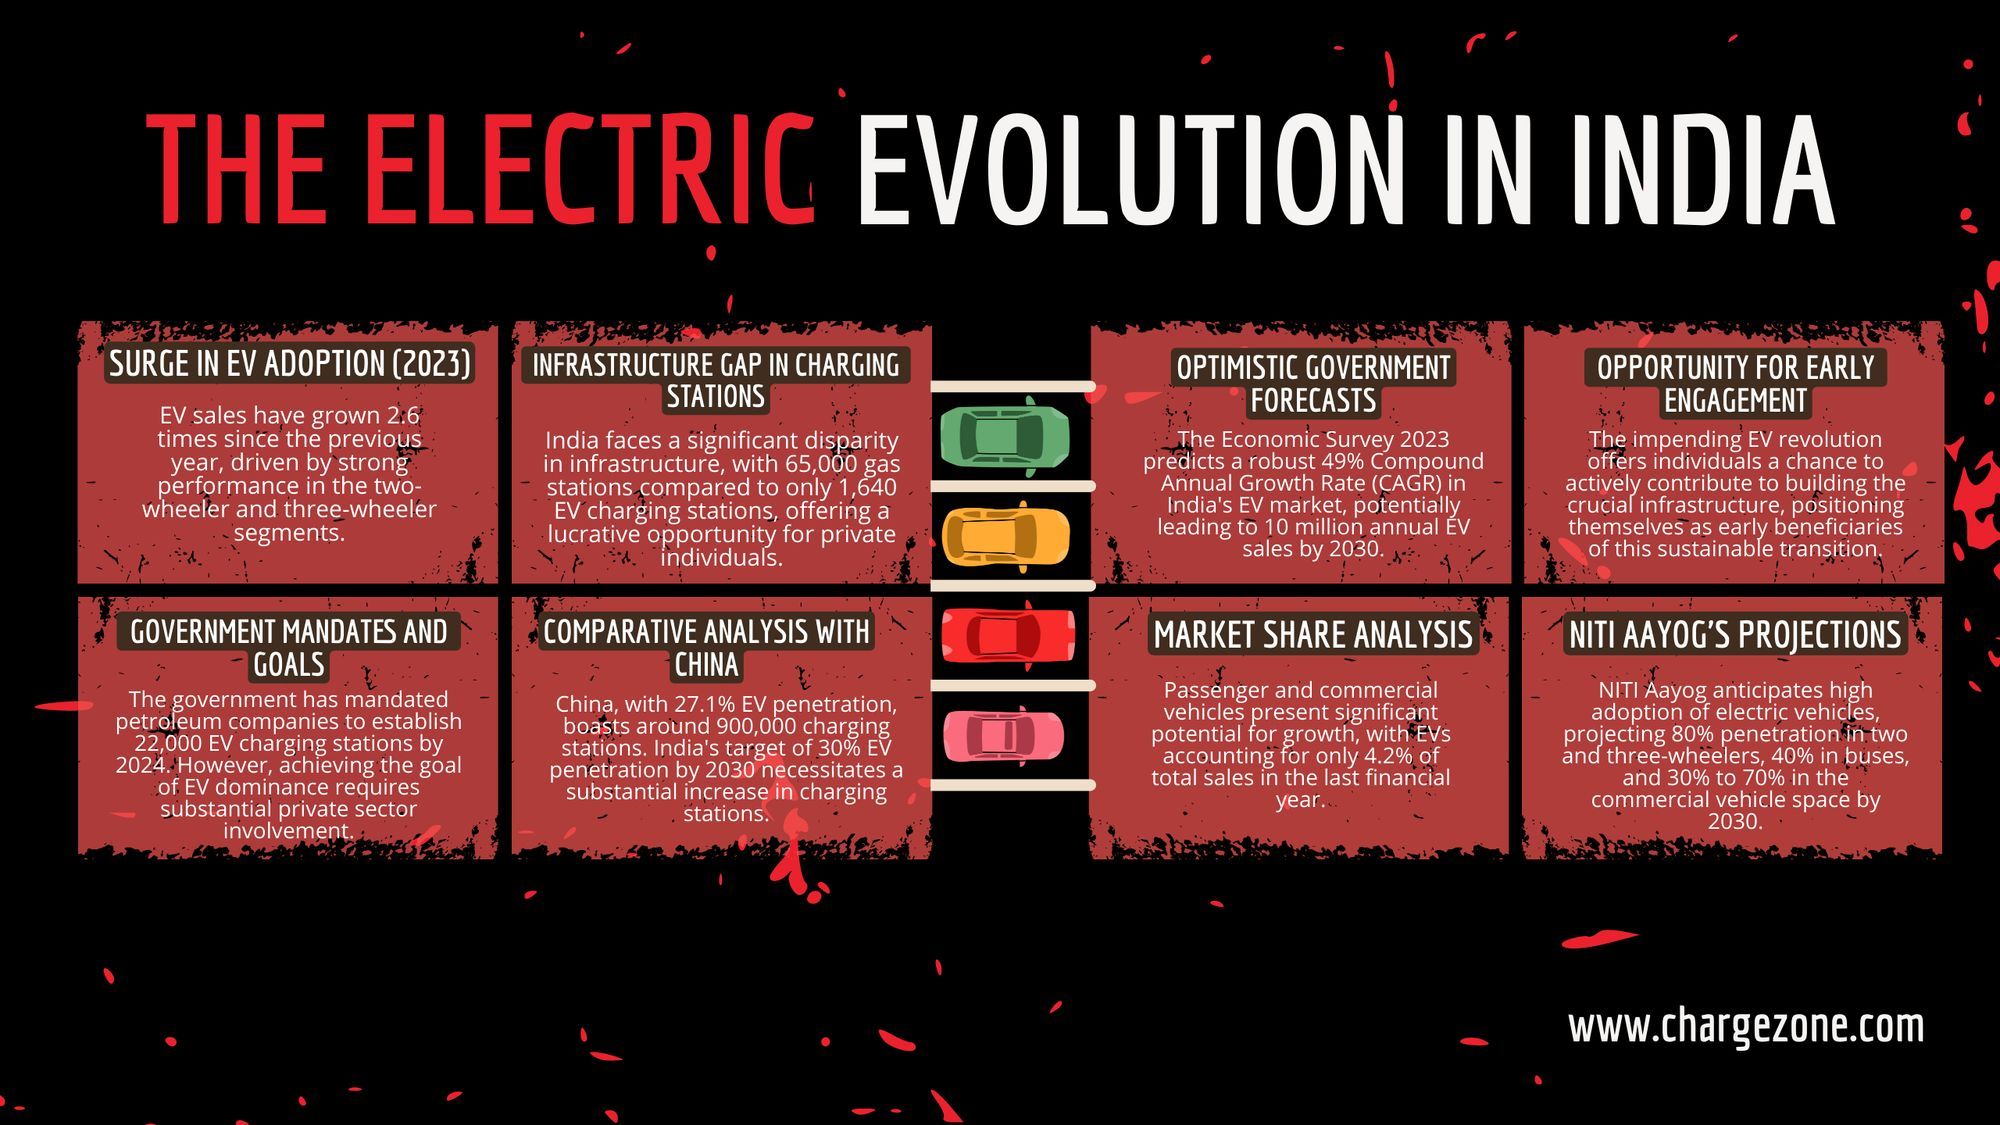 THE ELECTRIC EVOLUTION IN INDIA
SURGE IN EV ADOPTION (2023)
EV sales have grown 2.6
times since the previous
year, driven by strong
performance in the two-
wheeler and three-wheeler
segments.
INFRASTRUCTURE GAP IN CHARGING
STATIONS
India faces a significant disparity
in infrastructure, with 65,000 gas
stations compared to only 1,640
EV charging stations, offering a
lucrative opportunity for private
individuals.
OPTIMISTIC GOVERNMENT
FORECASTS
The Economic Survey 2023
predicts a robust 49% Compound
Annual Growth Rate (CAGR) in
India's EV market, potentially
leading to 10 million annual EV
sales by 2030.
OPPORTUNITY FOR EARLY
ENGAGEMENT
The impending EV revolution
offers individuals a chance to
actively contribute to building the
crucial infrastructure, positioning
themselves as early beneficiaries
of this sustainable transition.
GOVERNMENT MANDATES AND
GOALS
The government has mandated
petroleum companies to establish
22,000 EV charging stations by
2024. However, achieving the goal
of EV dominance requires
substantial private sector
involvement.
COMPARATIVE ANALYSIS WITH
CHINA
China, with 27.1% EV penetration,
boasts around 900,000 charging
stations. India's target of 30% EV
penetration by 2030 necessitates a
substantial increase in charging
stations.
MARKET SHARE ANALYSIS
Passenger and commercial
vehicles present significant
potential for growth, with EVs
accounting for only 4.2% of
total sales in the last financial
year.
NITI AAYOG'S PROJECTIONS
NITI Aayog anticipates high
adoption of electric vehicles,
projecting 80% penetration in two
and three-wheelers, 40% in buses,
and 30% to 70% in the
commercial vehicle space by
2030.
www.chargezone.com